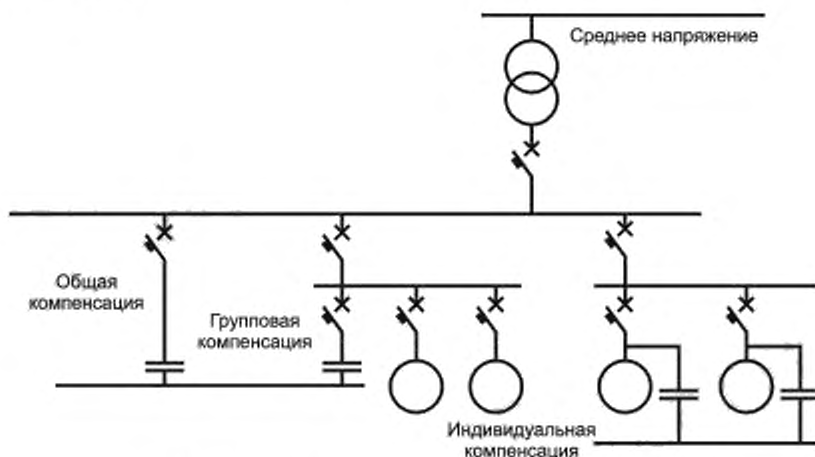 Среднее напряжение
Общая
компенсация
Групповая
компенсация
Индивидуальная
компенсация